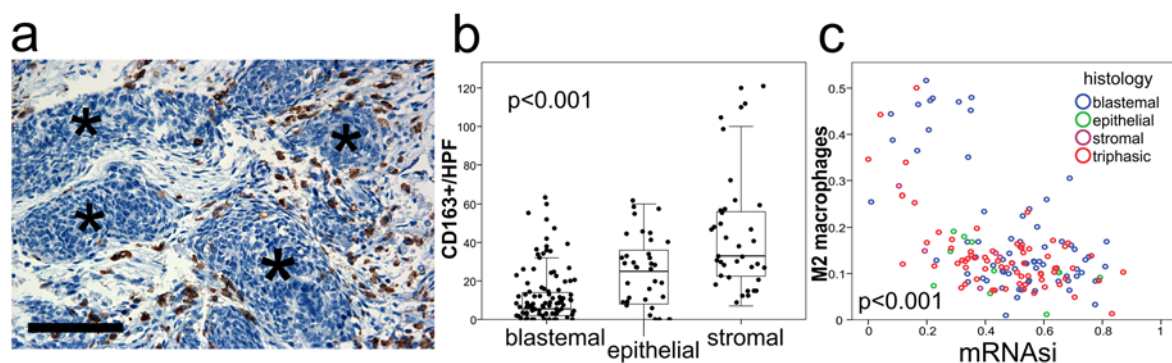 a
b
c
* * * *
CD163+/HPF
120
100
80
60
40
20
0
p<0.001
blastemal
epithelial
stromal
M2 macrophages
0.5
0.4
0.3
0.2
0.1
0
histology
blastemal
epithelial
stromal
triphasic
p<0.001
0 0.2 0.4 0.6 0.8 1
mRNAsi